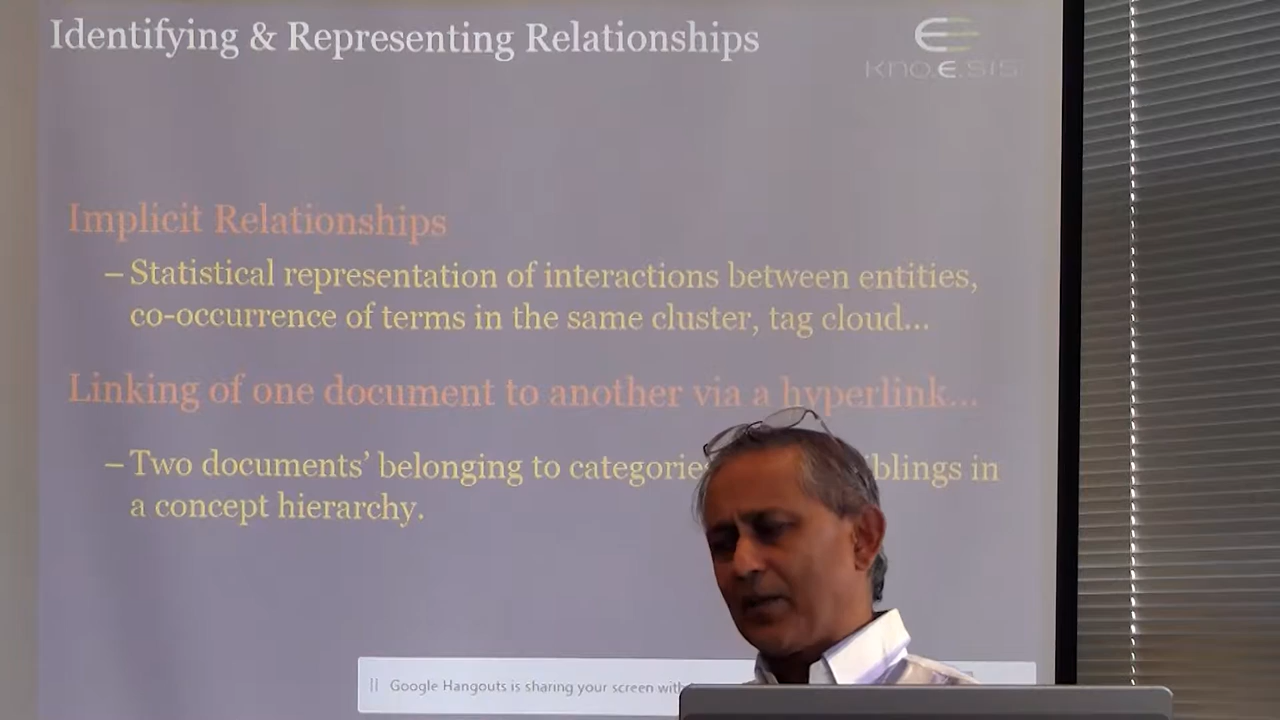 Identifying & Representing Relationships
kno.e.sis
Implicit Relationships
– Statistical representation of interactions between entities,
co-occurrence of terms in the same cluster, tag cloud...
Linking of one document to another via a hyperlink...
– Two documents' belonging to categories blings in
a concept hierarchy.
Google Hangouts is sharing your screen with